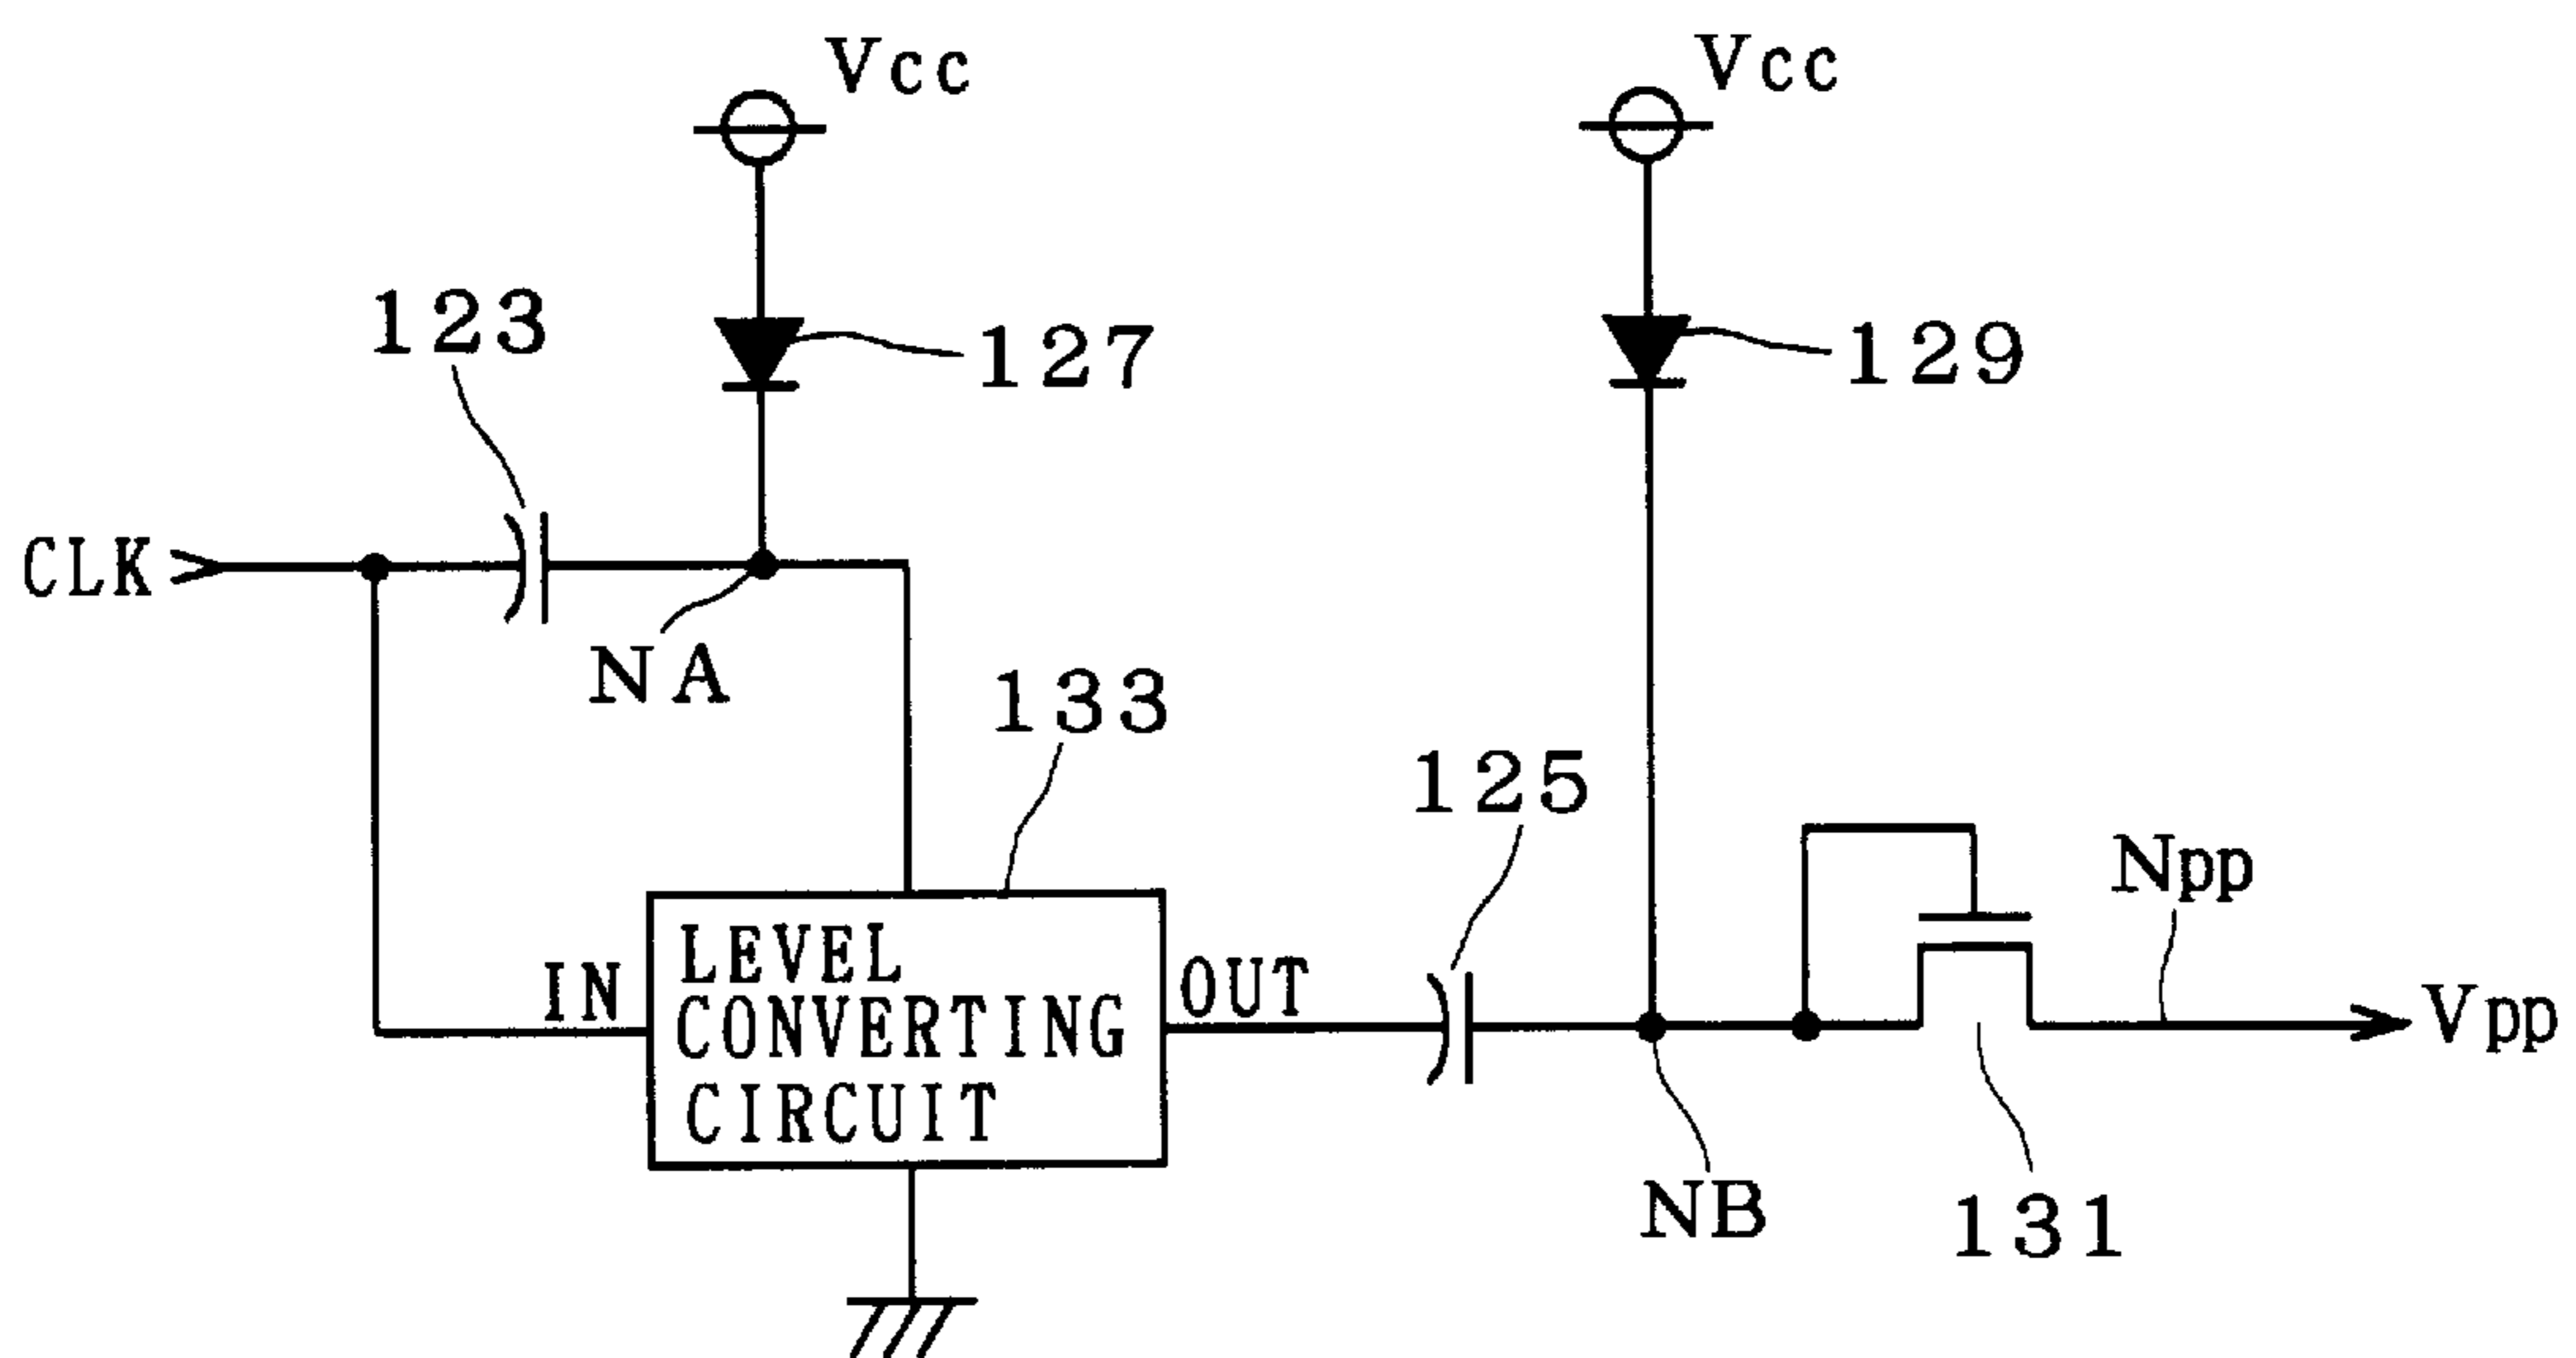 Vcc
Vcc
123
127
129
CLK
NA
133
125
Npp
IN
LEVEL
CONVERTING
CIRCUIT
OUT
Vpp
NB
131